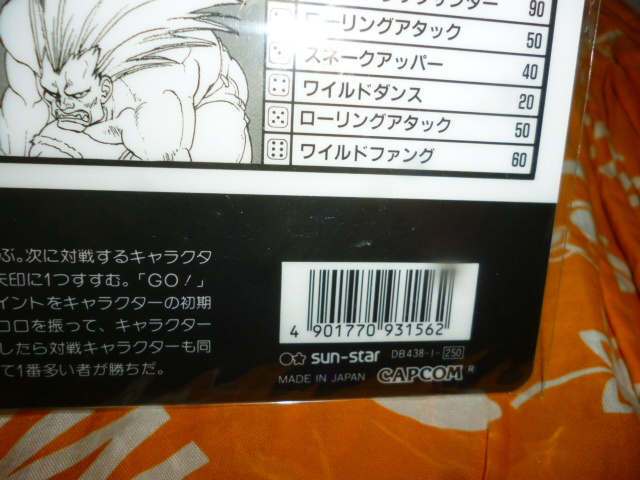 90
ローリングアタック 50
スネークアッパー 40
ワイルドダンス 20
ローリングアタック 50
ワイルドファング 60
ぶ。次に対戦するキャラクタ
矢印に1つすすむ。「GO!」
イントをキャラクターの初期
コロを振って、キャラクター
したら対戦キャラクターも同
て1番多い者が勝ちだ。
4 901770 931562
sun-star DB438-1-250
MADE IN JAPAN CAPCOM®